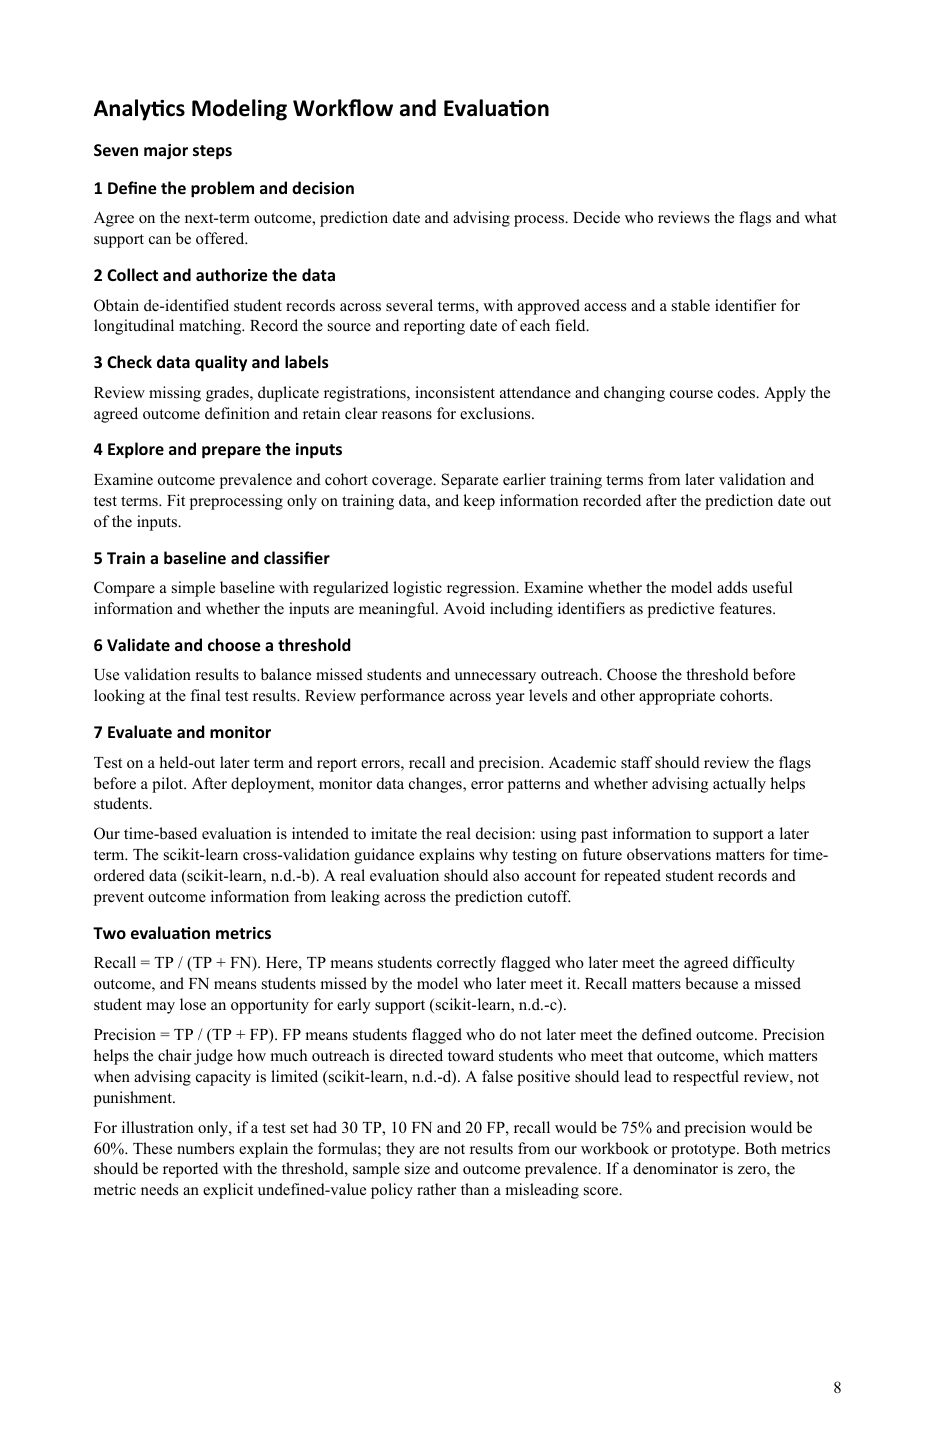 Analytics Modeling Workflow and Evaluation
Seven major steps
1 Define the problem and decision
Agree on the next-term outcome, prediction date and advising process. Decide who reviews the flags and what
support can be offered.
2 Collect and authorize the data
Obtain de-identified student records across several terms, with approved access and a stable identifier for
longitudinal matching. Record the source and reporting date of each field.
3 Check data quality and labels
Review missing grades, duplicate registrations, inconsistent attendance and changing course codes. Apply the
agreed outcome definition and retain clear reasons for exclusions.
4 Explore and prepare the inputs
Examine outcome prevalence and cohort coverage. Separate earlier training terms from later validation and
test terms. Fit preprocessing only on training data, and keep information recorded after the prediction date out
of the inputs.
5 Train a baseline and classifier
Compare a simple baseline with regularized logistic regression. Examine whether the model adds useful
information and whether the inputs are meaningful. Avoid including identifiers as predictive features.
6 Validate and choose a threshold
Use validation results to balance missed students and unnecessary outreach. Choose the threshold before
looking at the final test results. Review performance across year levels and other appropriate cohorts.
7 Evaluate and monitor
Test on a held-out later term and report errors, recall and precision. Academic staff should review the flags
before a pilot. After deployment, monitor data changes, error patterns and whether advising actually helps
students.
Our time-based evaluation is intended to imitate the real decision: using past information to support a later
term. The scikit-learn cross-validation guidance explains why testing on future observations matters for time-
ordered data (scikit-learn, n.d.-b). A real evaluation should also account for repeated student records and
prevent outcome information from leaking across the prediction cutoff.
Two evaluation metrics
Recall = TP / (TP + FN). Here, TP means students correctly flagged who later meet the agreed difficulty
outcome, and FN means students missed by the model who later meet it. Recall matters because a missed
student may lose an opportunity for early support (scikit-learn, n.d.-c).
Precision = TP / (TP + FP). FP means students flagged who do not later meet the defined outcome. Precision
helps the chair judge how much outreach is directed toward students who meet that outcome, which matters
when advising capacity is limited (scikit-learn, n.d.-d). A false positive should lead to respectful review, not
punishment.
For illustration only, if a test set had 30 TP, 10 FN and 20 FP, recall would be 75% and precision would be
60%. These numbers explain the formulas; they are not results from our workbook or prototype. Both metrics
should be reported with the threshold, sample size and outcome prevalence. If a denominator is zero, the
metric needs an explicit undefined-value policy rather than a misleading score.
8